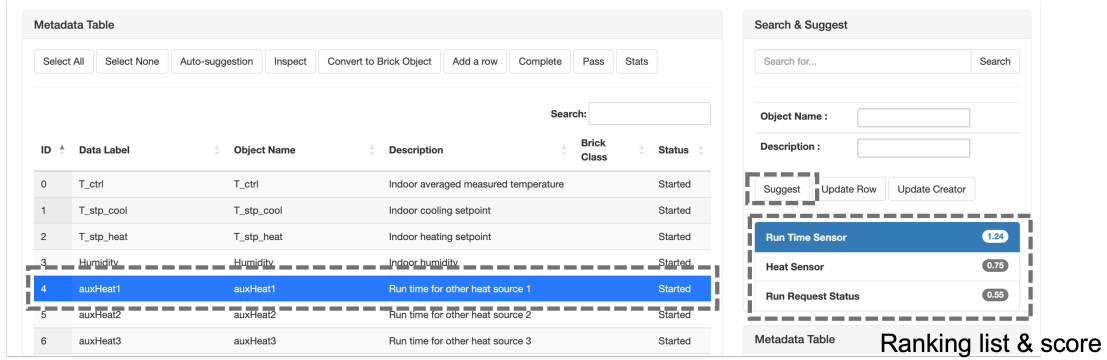 Metadata Table
Select All Select None Auto-suggestion Inspect Convert to Brick Object Add a row Complete Pass Stats
Search:
ID Data Label Object Name Description Brick Class Status
0 T_ctrl T_ctrl Indoor averaged measured temperature Started
1 T_stp_cool T_stp_cool Indoor cooling setpoint Started
2 T_stp_heat T_stp_heat Indoor heating setpoint Started
3 Humidity Humidity Indoor humidity Started
4 auxHeat1 auxHeat1 Run time for other heat source 1 Started
5 auxHeat2 auxHeat2 Run time for other heat source 2 Started
6 auxHeat3 auxHeat3 Run time for other heat source 3 Started
Search & Suggest
Search for... Search
Object Name :
Description :
Suggest Update Row Update Creator
Run Time Sensor 1.24
Heat Sensor 0.75
Run Request Status 0.55
Metadata Table
Ranking list & score